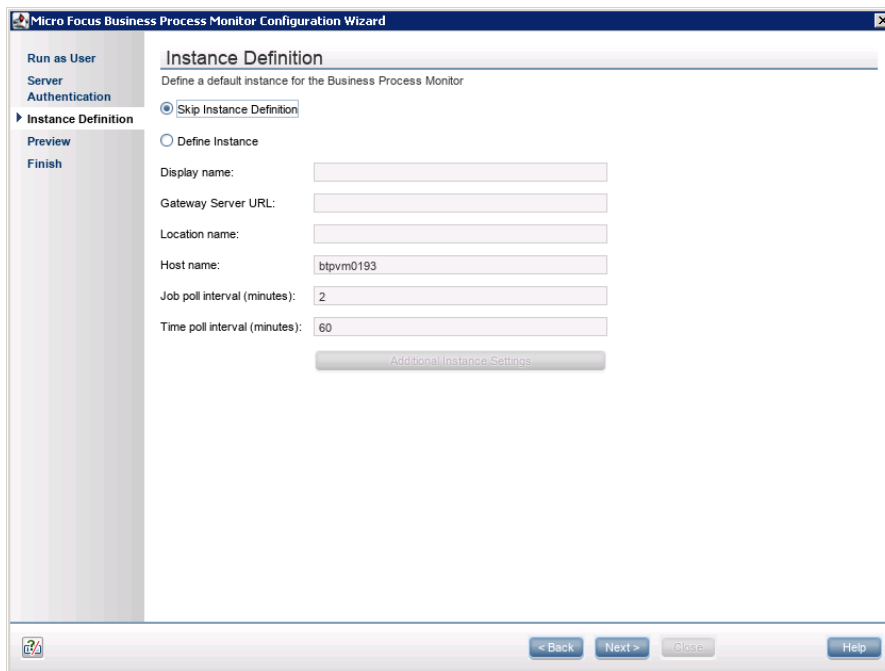 Micro Focus Business Process Monitor Configuration Wizard
Run as User
Server
Authentication
Instance Definition
Preview
Finish
Instance Definition
Define a default instance for the Business Process Monitor
Skip Instance Definition
Define Instance
Display name:
Gateway Server URL:
Location name:
Host name: btpvm0193
Job poll interval (minutes): 2
Time poll interval (minutes): 60
Additional Instance Settings
< Back Next > Close Help